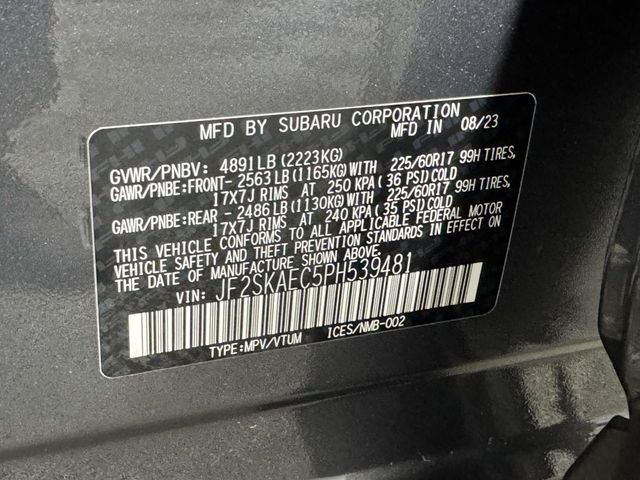 MFD BY SUBARU CORPORATION
MFD IN 08/23
GVWR/PNBV: 4891LB (2223KG)
GAWR/PNBE:FRONT- 2563LB (1165KG) WITH 225/60R17 99H TIRES,
17X7J RIMS AT 250 KPA (36 PSI) COLD
GAWR/PNBE:REAR - 2486LB (1130KG) WITH 225/60R17 99H TIRES,
17X7J RIMS AT 240 KPA (35 PSI) COLD
THIS VEHICLE CONFORMS TO ALL APPLICABLE FEDERAL MOTOR
VEHICLE SAFETY AND THEFT PREVENTION STANDARDS IN EFFECT ON
THE DATE OF MANUFACTURE SHOWN ABOVE.
VIN: JF2SKAEC5PH539481
TYPE:MPV/VTUM ICES/NMB-002